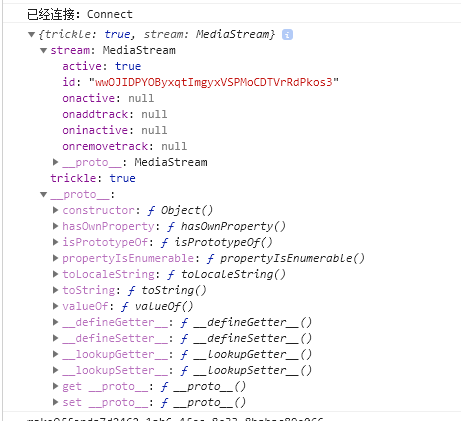 已经连接：Connect
{trickle: true, stream: MediaStream} i
stream: MediaStream
active: true
id: "wwOJIDPYOByxqtImgyxVSPMoCDTVrRdPkos3"
onactive: null
onaddtrack: null
oninactive: null
onremovetrack: null
__proto__: MediaStream
trickle: true
__proto__:
constructor: ƒ Object()
hasOwnProperty: ƒ hasOwnProperty()
isPrototypeOf: ƒ isPrototypeOf()
propertyIsEnumerable: ƒ propertyIsEnumerable()
toLocaleString: ƒ toLocaleString()
toString: ƒ toString()
valueOf: ƒ valueOf()
__defineGetter__: ƒ __defineGetter__()
__defineSetter__: ƒ __defineSetter__()
__lookupGetter__: ƒ __lookupGetter__()
__lookupSetter__: ƒ __lookupSetter__()
get __proto__: ƒ __proto__()
set __proto__: ƒ __proto__()